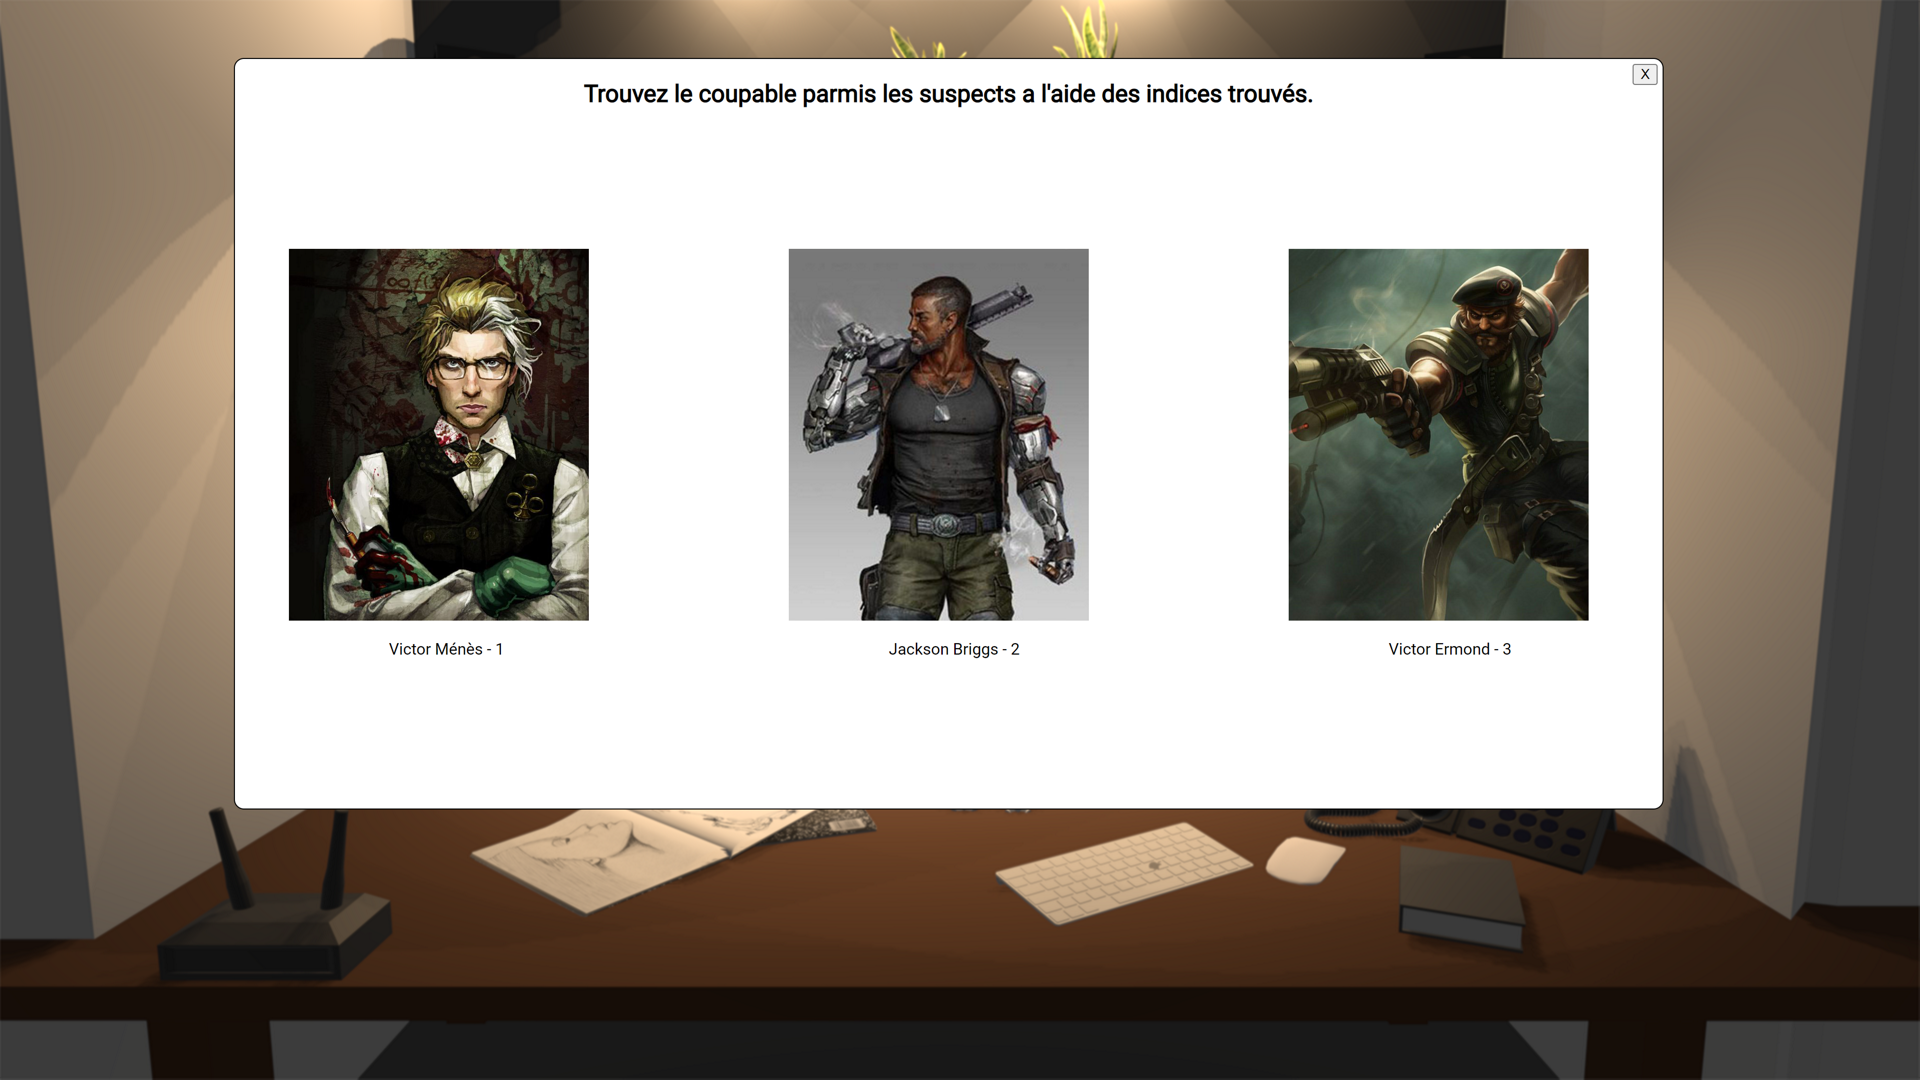 Trouvez le coupable parmis les suspects a l'aide des indices trouvés.
X
Victor Ménès - 1
Jackson Briggs - 2
Victor Ermond - 3